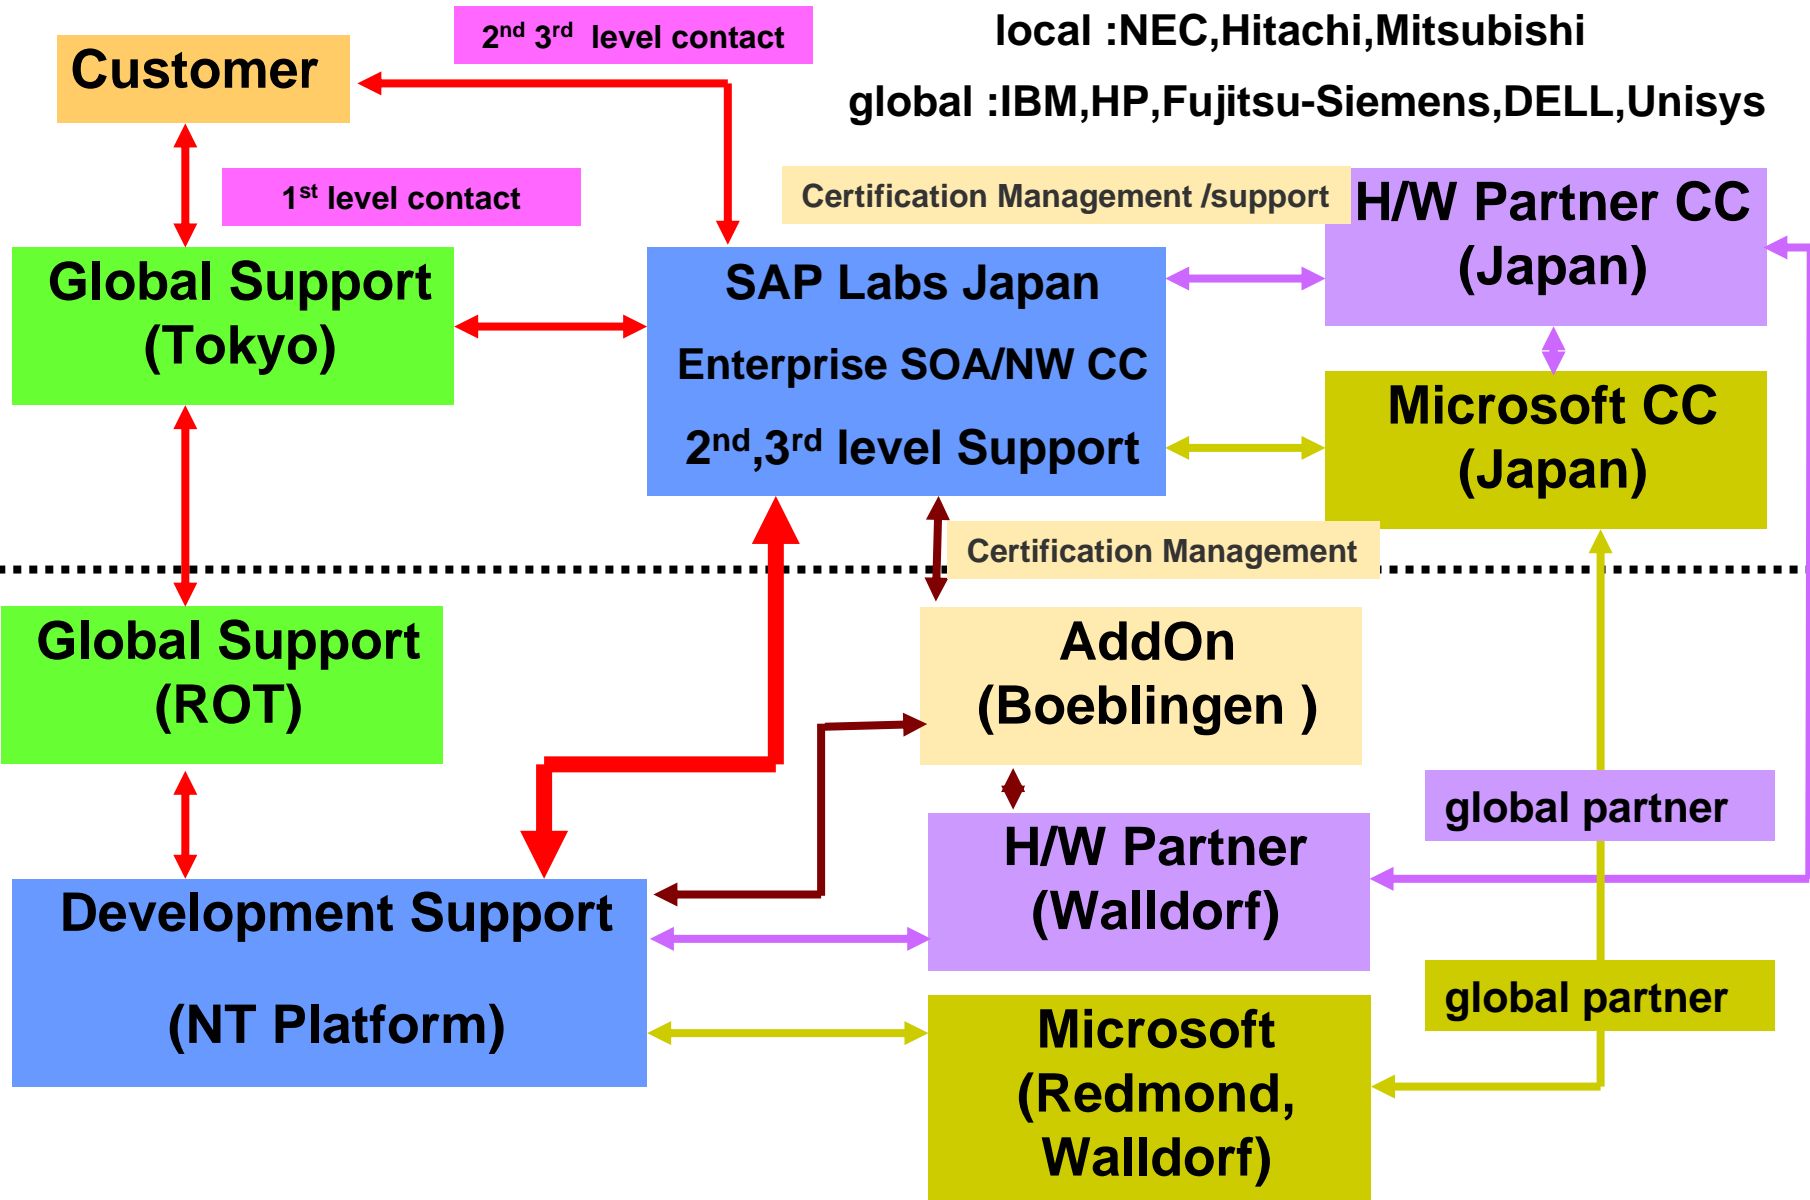 2nd 3rd level contact
local :NEC,Hitachi,Mitsubishi
Customer
global :IBM,HP,Fujitsu-Siemens,DELL,Unisys
1st level contact
Certification Management /support
H/W Partner CC
(Japan)
Global Support
(Tokyo)
SAP Labs Japan
Enterprise SOA/NW CC
2nd,3rd level Support
Microsoft CC
(Japan)
Certification Management
Global Support
(ROT)
AddOn
(Boeblingen )
global partner
H/W Partner
(Walldorf)
Development Support
(NT Platform)
global partner
Microsoft
(Redmond,
Walldorf)